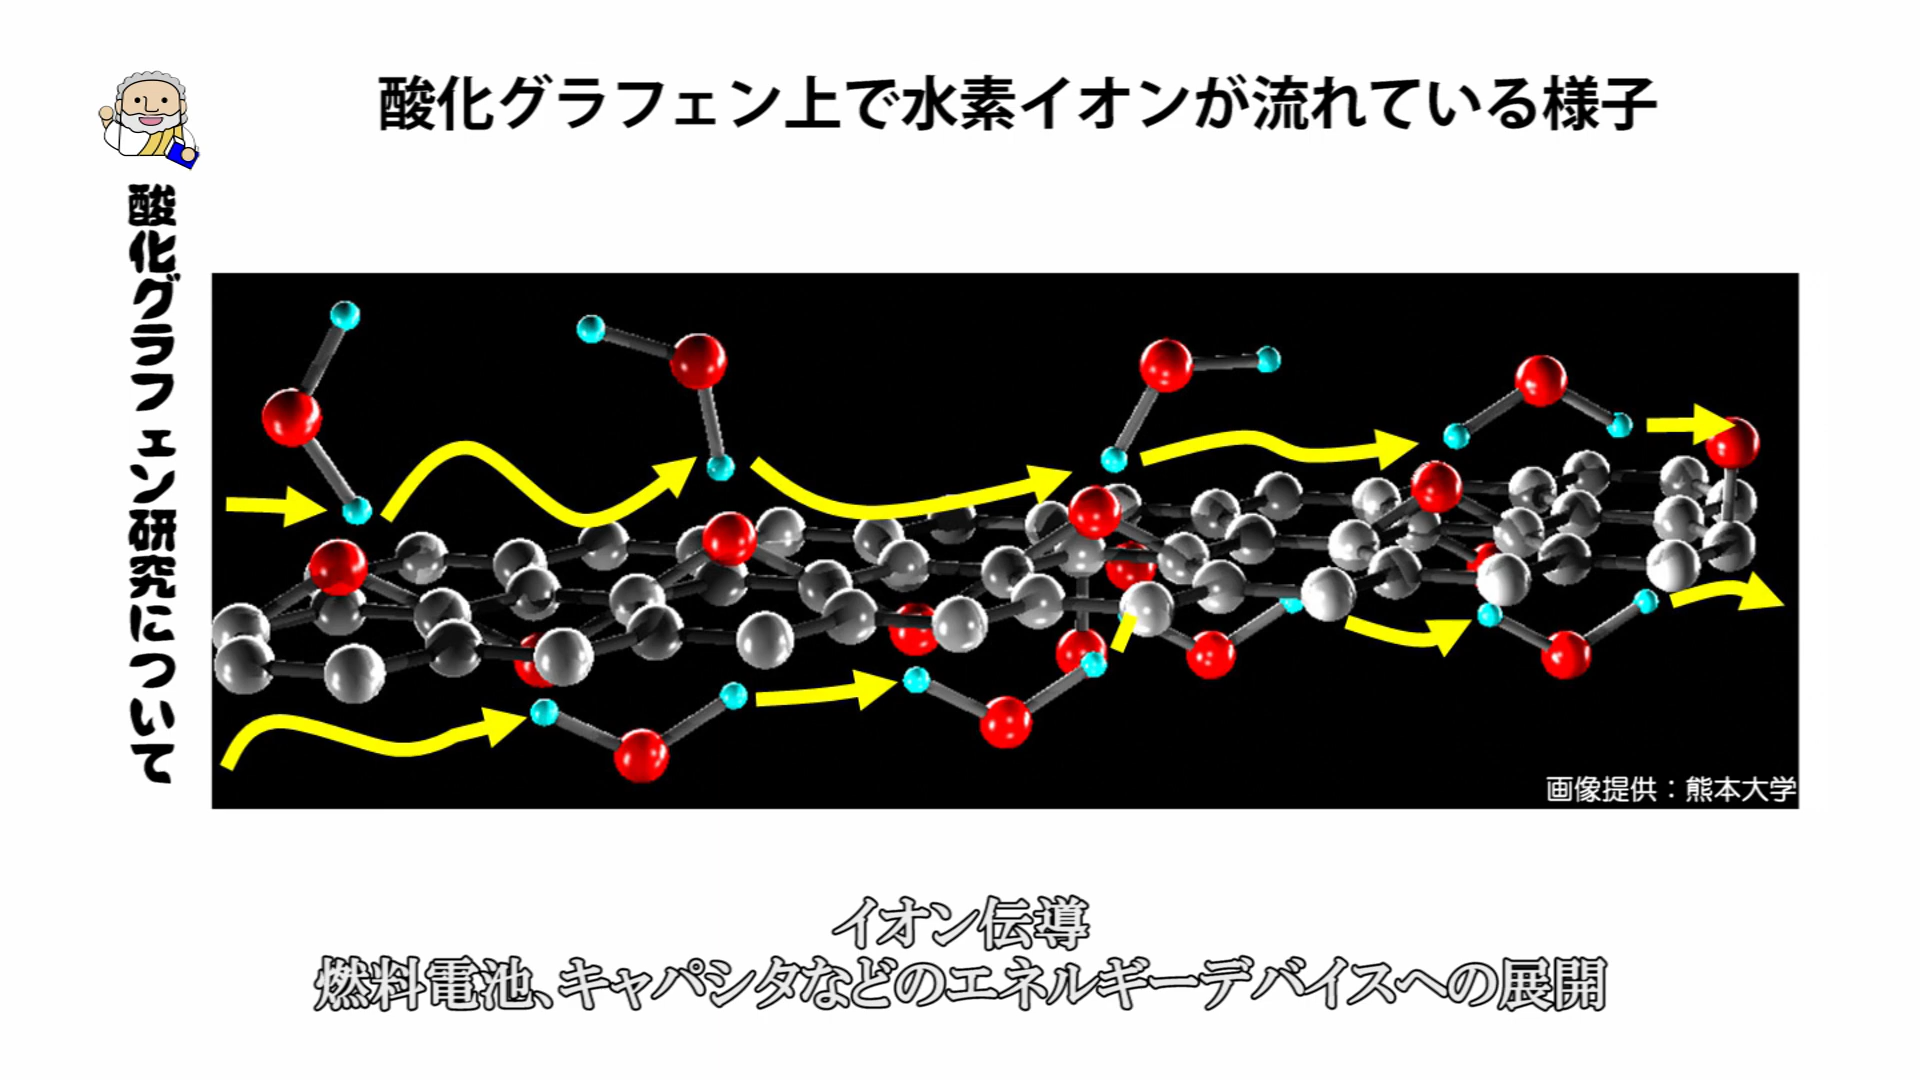 酸化グラフェン上で水素イオンが流れている様子
酸化グラフェン研究について
画像提供：熊本大学
イオン伝導
燃料電池、キャパシタなどのエネルギーデバイスへの展開